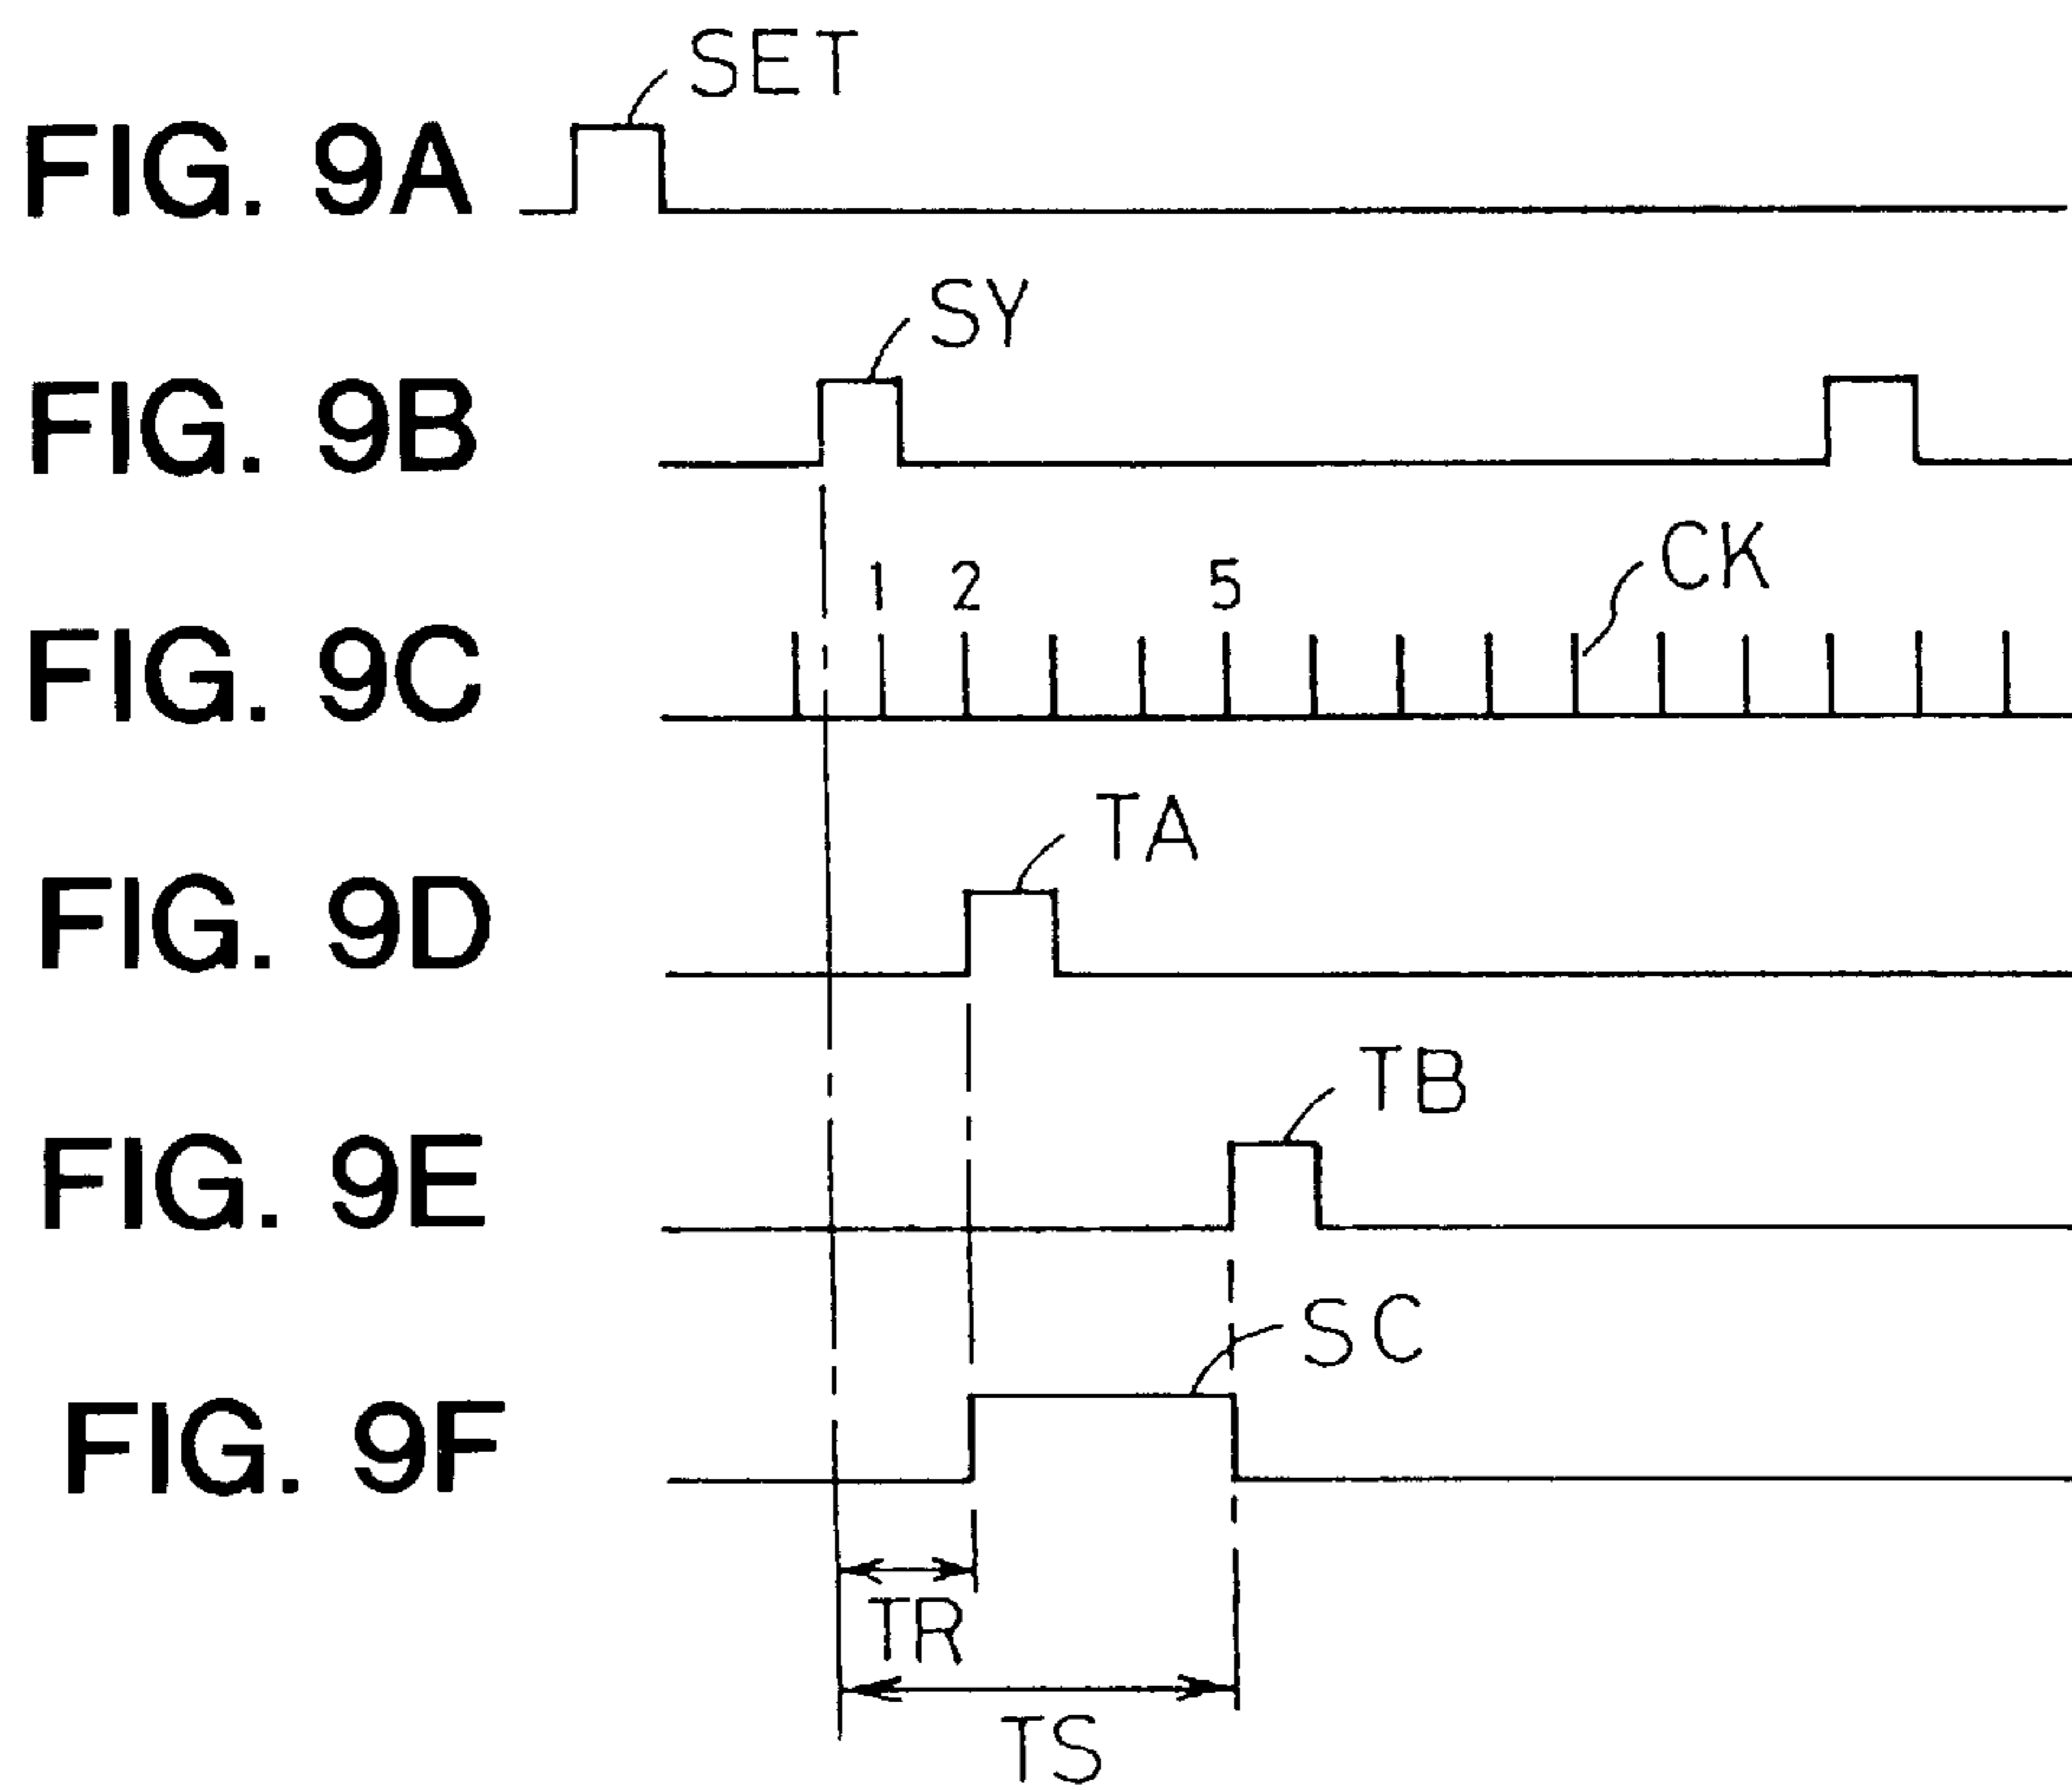 SET
FIG. 9A
SY
FIG. 9B
1 2 5 CK
FIG. 9C
TA
FIG. 9D
TB
FIG. 9E
SC
FIG. 9F
TR
TS